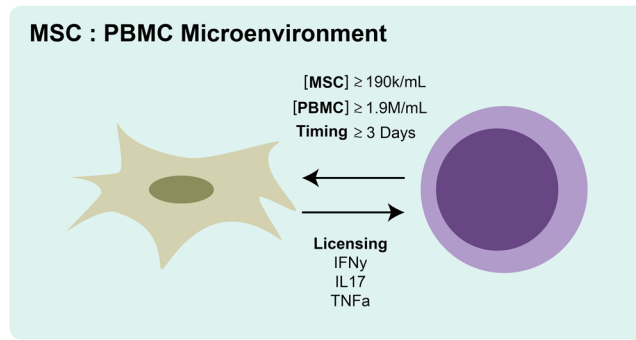 MSC : PBMC Microenvironment
[MSC] ≥ 190k/mL
[PBMC] ≥ 1.9M/mL
Timing ≥ 3 Days
Licensing
IFNy
IL17
TNFa